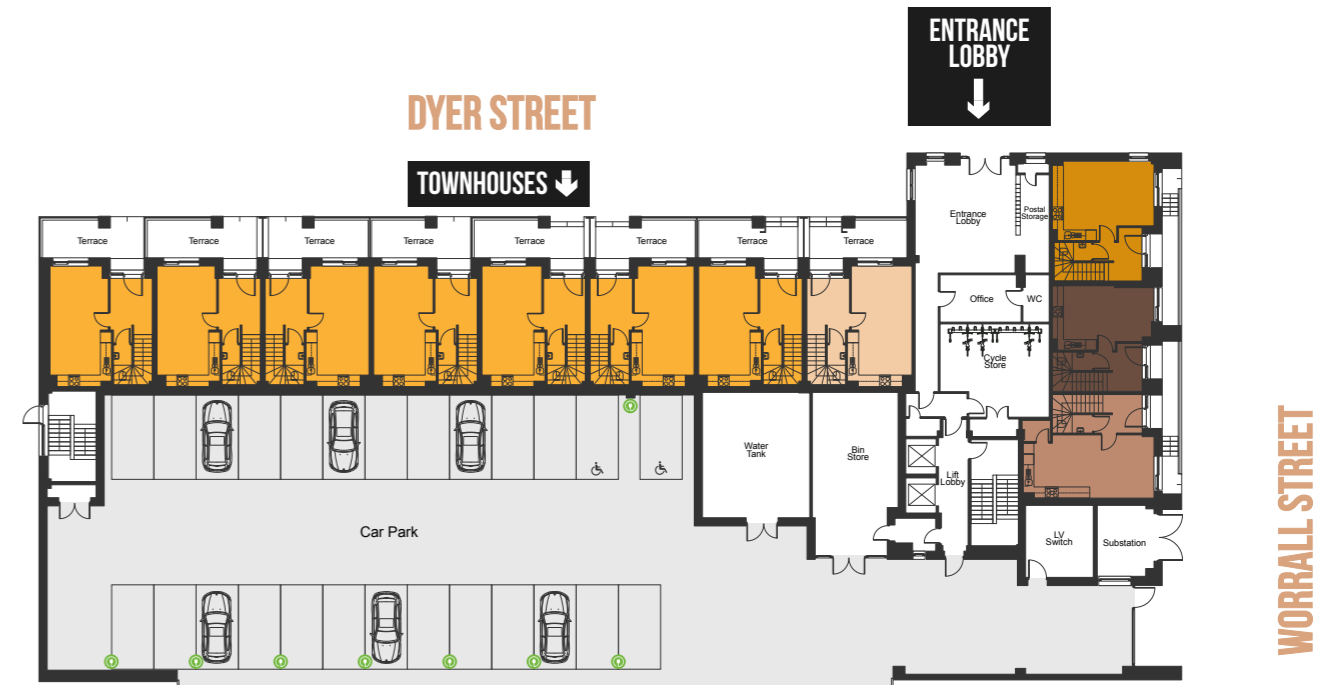 ENTRANCE
LOBBY
DYER STREET
TOWNHOUSES
Terrace
Terrace
Terrace
Terrace
Terrace
Terrace
Terrace
Terrace
Entrance
Lobby
Postal
Storage
Office
WC
Cycle
Store
Water
Tank
Bin
Store
Lift
Lobby
LV
Switch
Substation
Car Park
WORRALL STREET